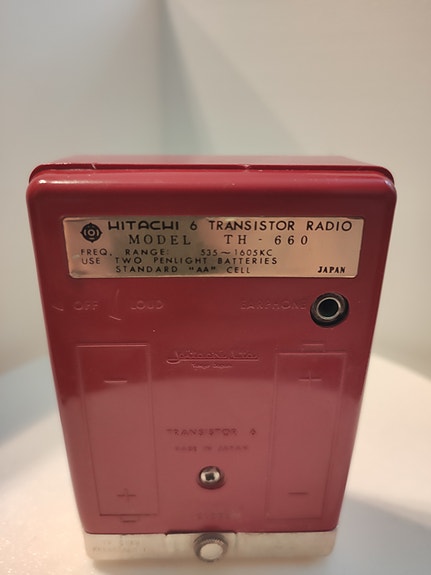 HITACHI 6 TRANSISTOR RADIO
MODEL TH-660
FREQ. RANGE: 535~1605KC
USE TWO PENLIGHT BATTERIES
STANDARD "AA" CELL JAPAN
OFF LOUD EARPHONE
− +
TRANSISTOR 6
MADE IN JAPAN
+ −